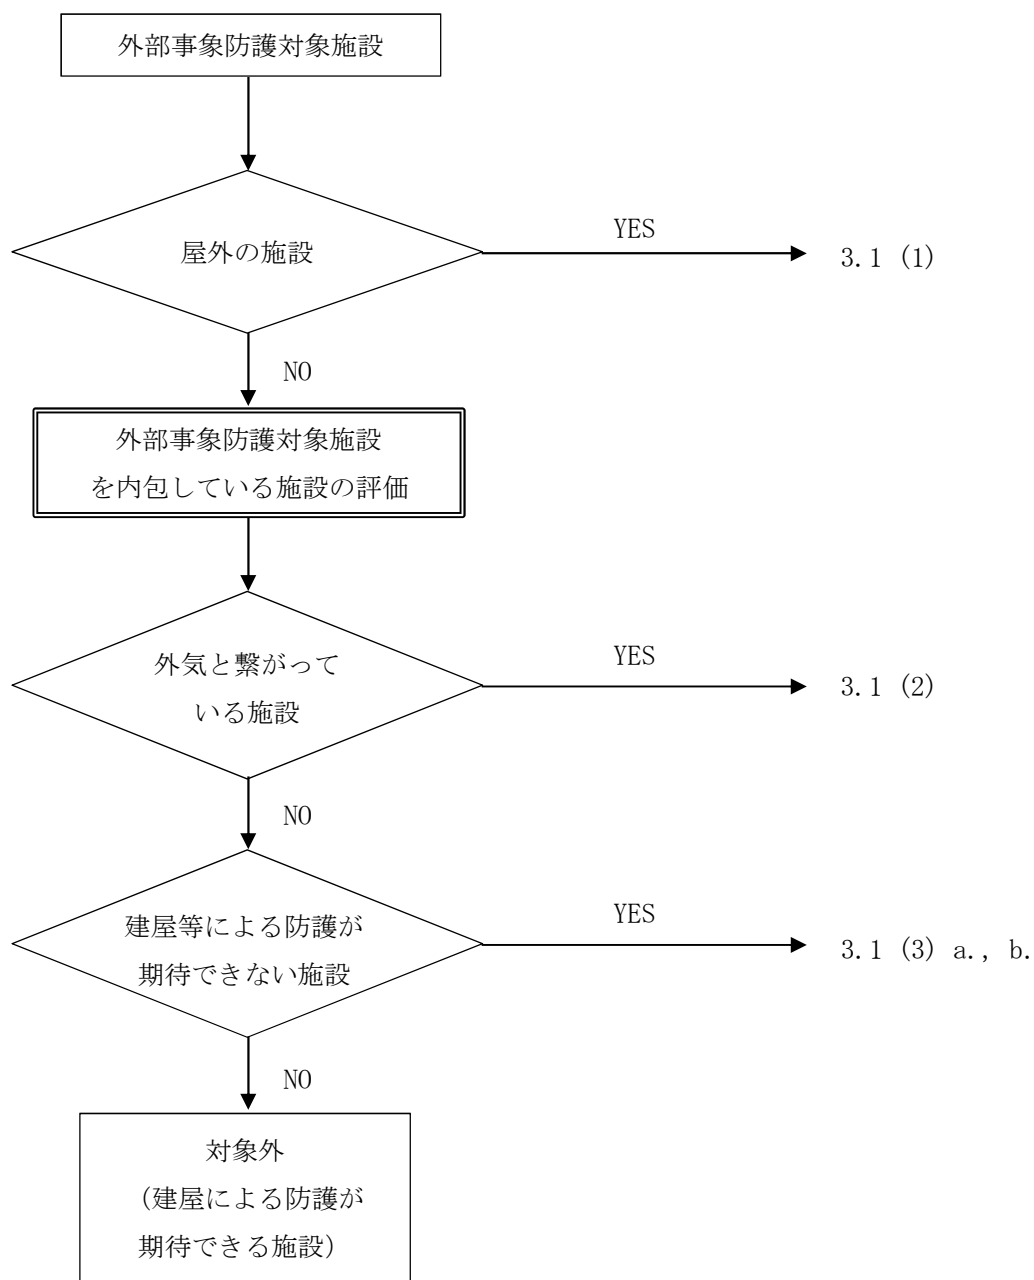 外部事象防護対象施設
屋外の施設
YES
3.1 (1)
NO
外部事象防護対象施設
を内包している施設の評価
外気と繋がって
いる施設
YES
3.1 (2)
NO
建屋等による防護が
期待できない施設
YES
3.1 (3) a., b.
NO
対象外
（建屋による防護が
期待できる施設）